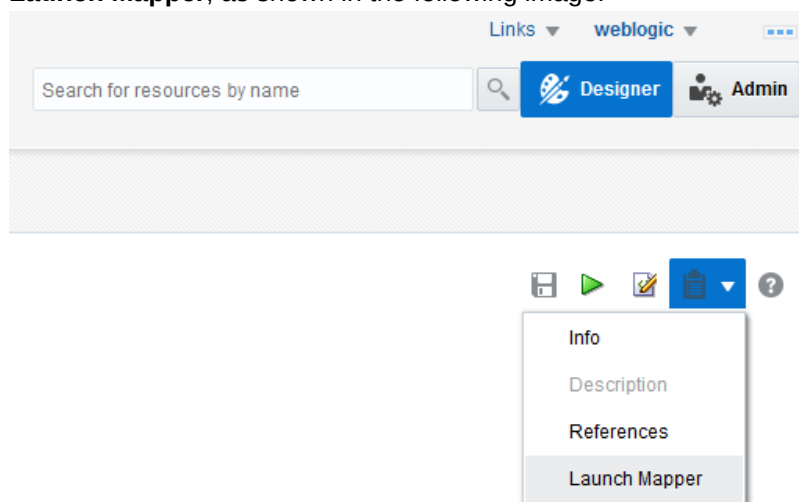 Launch Mapper, as shown in the following image:
Links weblogic
Search for resources by name Designer Admin
Info
Description
References
Launch Mapper